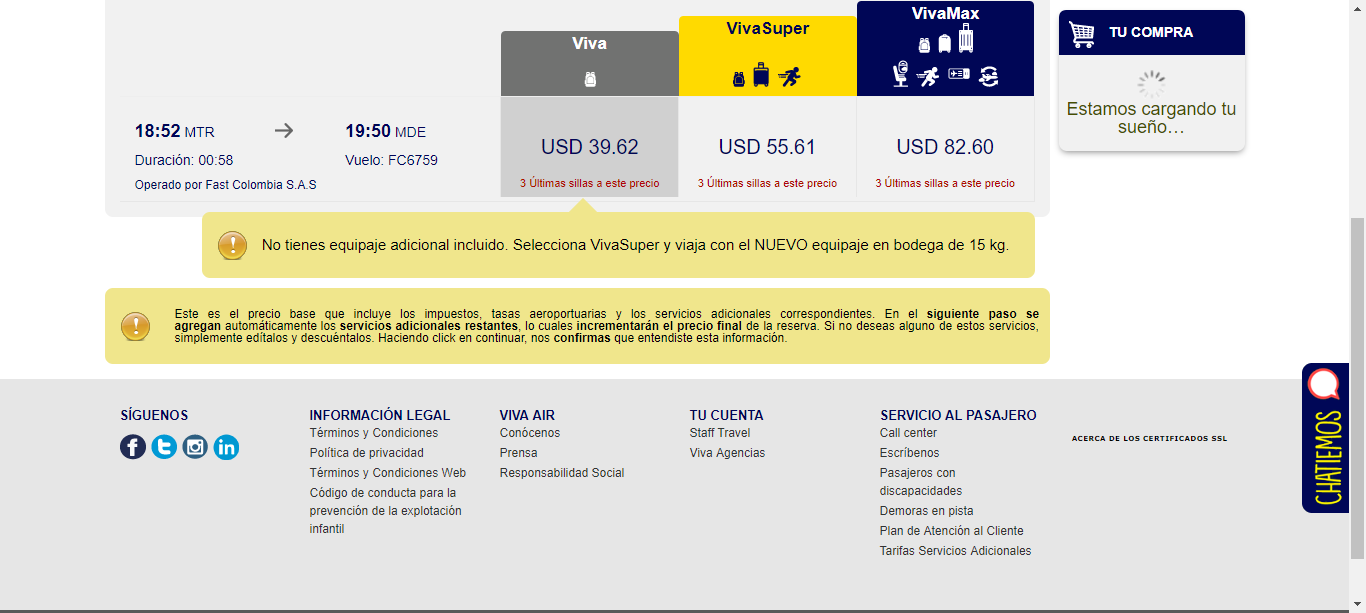 VivaMax
VivaSuper
Viva
TU COMPRA
Estamos cargando tu
sueño…
18:52 MTR
19:50 MDE
Duración: 00:58
Vuelo: FC6759
Operado por Fast Colombia S.A.S
USD 39.62
USD 55.61
USD 82.60
3 Últimas sillas a este precio
3 Últimas sillas a este precio
3 Últimas sillas a este precio
No tienes equipaje adicional incluido. Selecciona VivaSuper y viaja con el NUEVO equipaje en bodega de 15 kg.
Este es el precio base que incluye los impuestos, tasas aeroportuarias y los servicios adicionales correspondientes. En el siguiente paso se
agregan automáticamente los servicios adicionales restantes, lo cuales incrementarán el precio final de la reserva. Si no deseas alguno de estos servicios,
simplemente edítalos y descuéntalos. Haciendo click en continuar, nos confirmas que entendiste esta información.
SÍGUENOS
INFORMACIÓN LEGAL
Términos y Condiciones
Política de privacidad
Términos y Condiciones Web
Código de conducta para la
prevención de la explotación
infantil
VIVA AIR
Conócenos
Prensa
Responsabilidad Social
TU CUENTA
Staff Travel
Viva Agencias
SERVICIO AL PASAJERO
Call center
Escríbenos
Pasajeros con
discapacidades
Demoras en pista
Plan de Atención al Cliente
Tarifas Servicios Adicionales
ACERCA DE LOS CERTIFICADOS SSL
CHATIEMOS